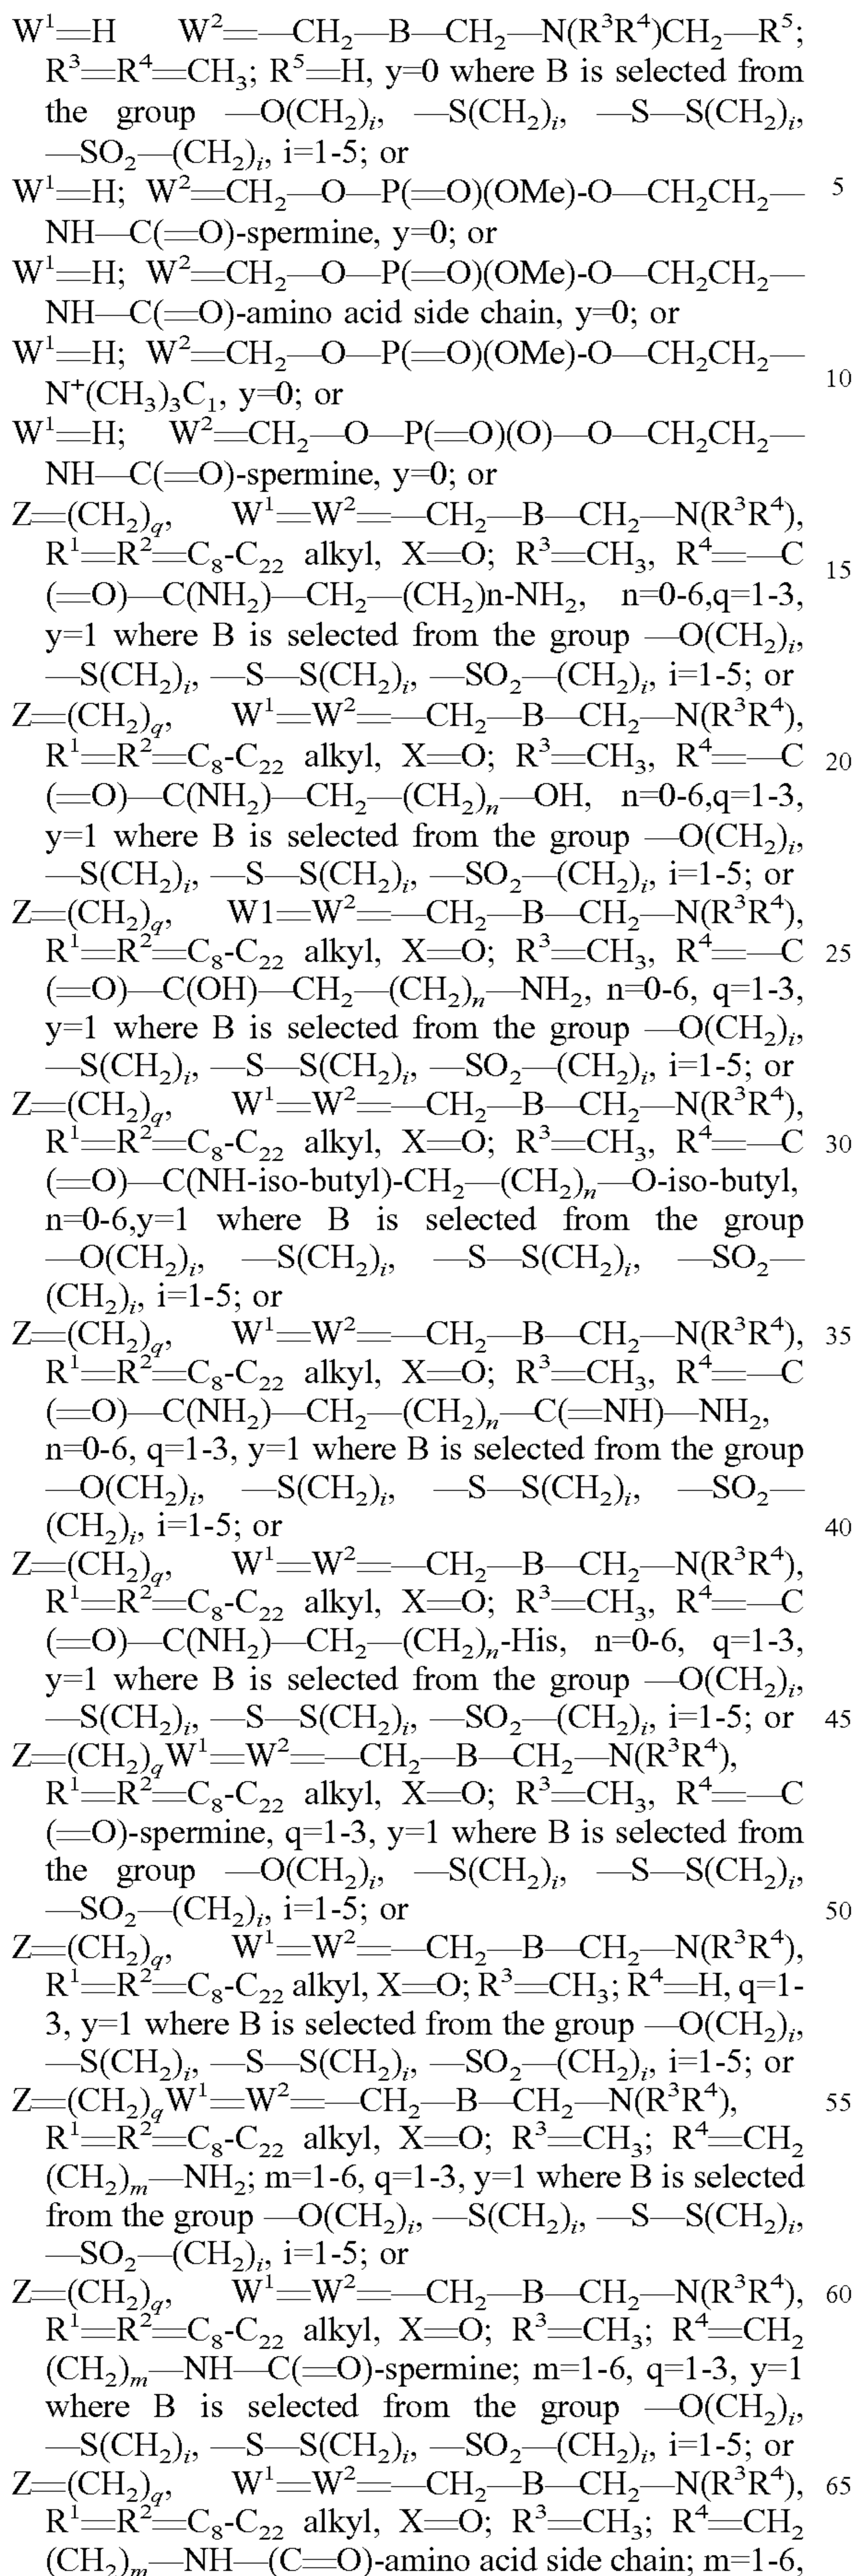 W¹═H W²═—CH₂—B—CH₂—N(R³R⁴)CH₂—R⁵;
R³═R⁴═CH₃; R⁵═H, y=0 where B is selected from
the group —O(CH₂)ᵢ, —S(CH₂)ᵢ, —S—S(CH₂)ᵢ,
—SO₂—(CH₂)ᵢ, i=1-5; or
W¹═H; W²═CH₂—O—P(═O)(OMe)-O—CH₂CH₂— 5
NH—C(═O)-spermine, y=0; or
W¹═H; W²═CH₂—O—P(═O)(OMe)-O—CH₂CH₂—
NH—C(═O)-amino acid side chain, y=0; or
W¹═H; W²═CH₂—O—P(═O)(OMe)-O—CH₂CH₂—
N⁺(CH₃)₃C₁, y=0; or 10
W¹═H; W²═CH₂—O—P(═O)(O)—O—CH₂CH₂—
NH—C(═O)-spermine, y=0; or
Z═(CH₂)_q, W¹═W²═—CH₂—B—CH₂—N(R³R⁴),
R¹═R²═C₈-C₂₂ alkyl, X═O; R³═CH₃, R⁴═—C 15
(═O)—C(NH₂)—CH₂—(CH₂)n-NH₂, n=0-6,q=1-3,
y=1 where B is selected from the group —O(CH₂)ᵢ,
—S(CH₂)ᵢ, —S—S(CH₂)ᵢ, —SO₂—(CH₂)ᵢ, i=1-5; or
Z═(CH₂)_q, W¹═W²═—CH₂—B—CH₂—N(R³R⁴),
R¹═R²═C₈-C₂₂ alkyl, X═O; R³═CH₃, R⁴═—C 20
(═O)—C(NH₂)—CH₂—(CH₂)ₙ—OH, n=0-6,q=1-3,
y=1 where B is selected from the group —O(CH₂)ᵢ,
—S(CH₂)ᵢ, —S—S(CH₂)ᵢ, —SO₂—(CH₂)ᵢ, i=1-5; or
Z═(CH₂)_q, W1═W²═—CH₂—B—CH₂—N(R³R⁴),
R¹═R²═C₈-C₂₂ alkyl, X═O; R³═CH₃, R⁴═—C 25
(═O)—C(OH)—CH₂—(CH₂)ₙ—NH₂, n=0-6, q=1-3,
y=1 where B is selected from the group —O(CH₂)ᵢ,
—S(CH₂)ᵢ, —S—S(CH₂)ᵢ, —SO₂—(CH₂)ᵢ, i=1-5; or
Z═(CH₂)_q, W¹═W²═—CH₂—B—CH₂—N(R³R⁴),
R¹═R²═C₈-C₂₂ alkyl, X═O; R³═CH₃, R⁴═—C 30
(═O)—C(NH-iso-butyl)-CH₂—(CH₂)ₙ—O-iso-butyl,
n=0-6,y=1 where B is selected from the group
—O(CH₂)ᵢ, —S(CH₂)ᵢ, —S—S(CH₂)ᵢ, —SO₂—
(CH₂)ᵢ, i=1-5; or
Z═(CH₂)_q, W¹═W²═—CH₂—B—CH₂—N(R³R⁴), 35
R¹═R²═C₈-C₂₂ alkyl, X═O; R³═CH₃, R⁴═—C
(═O)—C(NH₂)—CH₂—(CH₂)ₙ—C(═NH)—NH₂,
n=0-6, q=1-3, y=1 where B is selected from the group
—O(CH₂)ᵢ, —S(CH₂)ᵢ, —S—S(CH₂)ᵢ, —SO₂—
(CH₂)ᵢ, i=1-5; or 40
Z═(CH₂)_q, W¹═W²═—CH₂—B—CH₂—N(R³R⁴),
R¹═R²═C₈-C₂₂ alkyl, X═O; R³═CH₃, R⁴═—C
(═O)—C(NH₂)—CH₂—(CH₂)ₙ-His, n=0-6, q=1-3,
y=1 where B is selected from the group —O(CH₂)ᵢ,
—S(CH₂)ᵢ, —S—S(CH₂)ᵢ, —SO₂—(CH₂)ᵢ, i=1-5; or 45
Z═(CH₂)_qW¹═W²═—CH₂—B—CH₂—N(R³R⁴),
R¹═R²═C₈-C₂₂ alkyl, X═O; R³═CH₃, R⁴═—C
(═O)-spermine, q=1-3, y=1 where B is selected from
the group —O(CH₂)ᵢ, —S(CH₂)ᵢ, —S—S(CH₂)ᵢ,
—SO₂—(CH₂)ᵢ, i=1-5; or 50
Z═(CH₂)_q, W¹═W²═—CH₂—B—CH₂—N(R³R⁴),
R¹═R²═C₈-C₂₂ alkyl, X═O; R³═CH₃; R⁴═H, q=1-
3, y=1 where B is selected from the group —O(CH₂)ᵢ,
—S(CH₂)ᵢ, —S—S(CH₂)ᵢ, —SO₂—(CH₂)ᵢ, i=1-5; or
Z═(CH₂)_qW¹═W²═—CH₂—B—CH₂—N(R³R⁴), 55
R¹═R²═C₈-C₂₂ alkyl, X═O; R³═CH₃; R⁴═CH₂
(CH₂)ₘ—NH₂; m=1-6, q=1-3, y=1 where B is selected
from the group —O(CH₂)ᵢ, —S(CH₂)ᵢ, —S—S(CH₂)ᵢ,
—SO₂—(CH₂)ᵢ, i=1-5; or
Z═(CH₂)_q, W¹═W²═—CH₂—B—CH₂—N(R³R⁴), 60
R¹═R²═C₈-C₂₂ alkyl, X═O; R³═CH₃; R⁴═CH₂
(CH₂)ₘ—NH—C(═O)-spermine; m=1-6, q=1-3, y=1
where B is selected from the group —O(CH₂)ᵢ,
—S(CH₂)ᵢ, —S—S(CH₂)ᵢ, —SO₂—(CH₂)ᵢ, i=1-5; or
Z═(CH₂)_q, W¹═W²═—CH₂—B—CH₂—N(R³R⁴), 65
R¹═R²═C₈-C₂₂ alkyl, X═O; R³═CH₃; R⁴═CH₂
(CH₂)ₘ—NH—(C═O)-amino acid side chain; m=1-6,